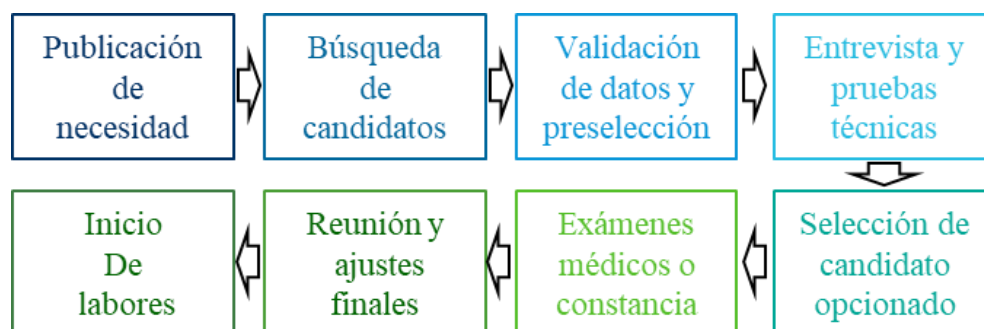 Publicación
de
necesidad
Búsqueda
de
candidatos
Validación
de datos y
preselección
Entrevista y
pruebas
técnicas
Selección de
candidato
opcionado
Exámenes
médicos o
constancia
Reunión y
ajustes
finales
Inicio
De
labores